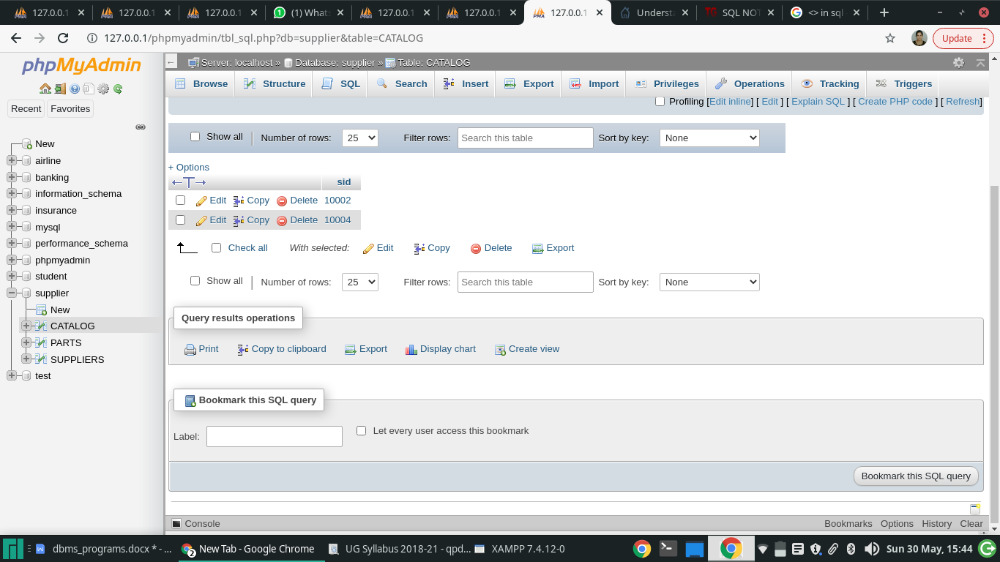 127.0.0.1 127.0.0.1 127.0.0.1 (1) What 127.0.0.1 127.0.0.1 127.0.0.1 Underst SQL NOT <> in sql
127.0.0.1/phpmyadmin/tbl_sql.php?db=supplier&table=CATALOG Update
phpMyAdmin
Recent Favorites
New
airline
banking
information_schema
insurance
mysql
performance_schema
phpmyadmin
student
supplier
New
CATALOG
PARTS
SUPPLIERS
test
Server: localhost » Database: supplier » Table: CATALOG
Browse Structure SQL Search Insert Export Import Privileges Operations Tracking Triggers
Profiling [Edit inline] [ Edit ] [ Explain SQL ] [ Create PHP code ] [ Refresh]
Show all Number of rows: 25 Filter rows: Search this table Sort by key: None
+ Options
←T→ sid
Edit Copy Delete 10002
Edit Copy Delete 10004
Check all With selected: Edit Copy Delete Export
Show all Number of rows: 25 Filter rows: Search this table Sort by key: None
Query results operations
Print Copy to clipboard Export Display chart Create view
Bookmark this SQL query
Label: Let every user access this bookmark
Bookmark this SQL query
Console Bookmarks Options History Clear
dbms_programs.docx * - ... 2 New Tab - Google Chrome UG Syllabus 2018-21 - qpd... XAMPP 7.4.12-0 Sun 30 May, 15:44